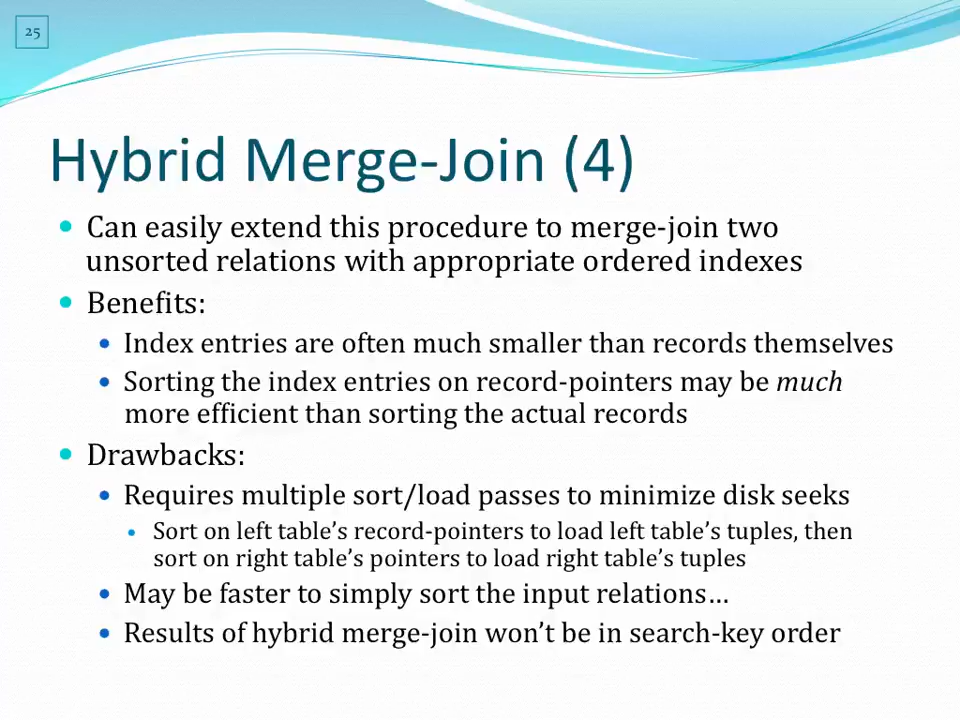 25
Hybrid Merge-Join (4)
• Can easily extend this procedure to merge-join two
unsorted relations with appropriate ordered indexes
• Benefits:
• Index entries are often much smaller than records themselves
• Sorting the index entries on record-pointers may be much
more efficient than sorting the actual records
• Drawbacks:
• Requires multiple sort/load passes to minimize disk seeks
• Sort on left table's record-pointers to load left table's tuples, then
sort on right table's pointers to load right table's tuples
• May be faster to simply sort the input relations…
• Results of hybrid merge-join won't be in search-key order